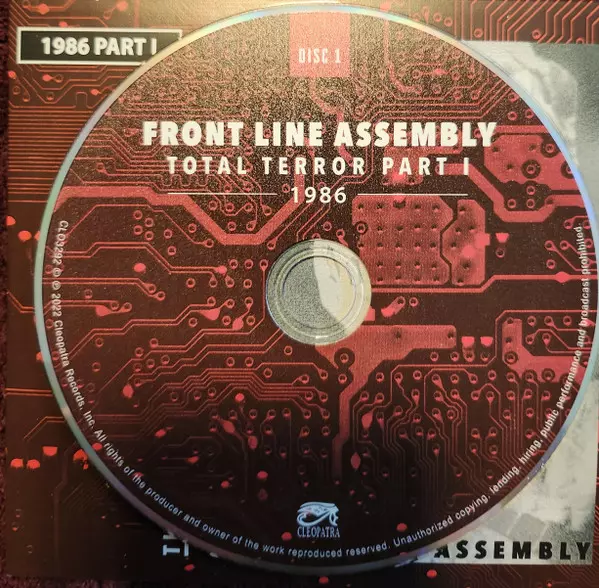 1986 PART I
DISC 1
FRONT LINE ASSEMBLY
TOTAL TERROR PART I
1986
CLO3292 ℗ © 2022 Cleopatra Records, Inc. All rights of the producer and owner of the work reproduced reserved. Unauthorized copying, lending, hiring, public performance and broadcast prohibited.
CLEOPATRA
ASSEMBLY